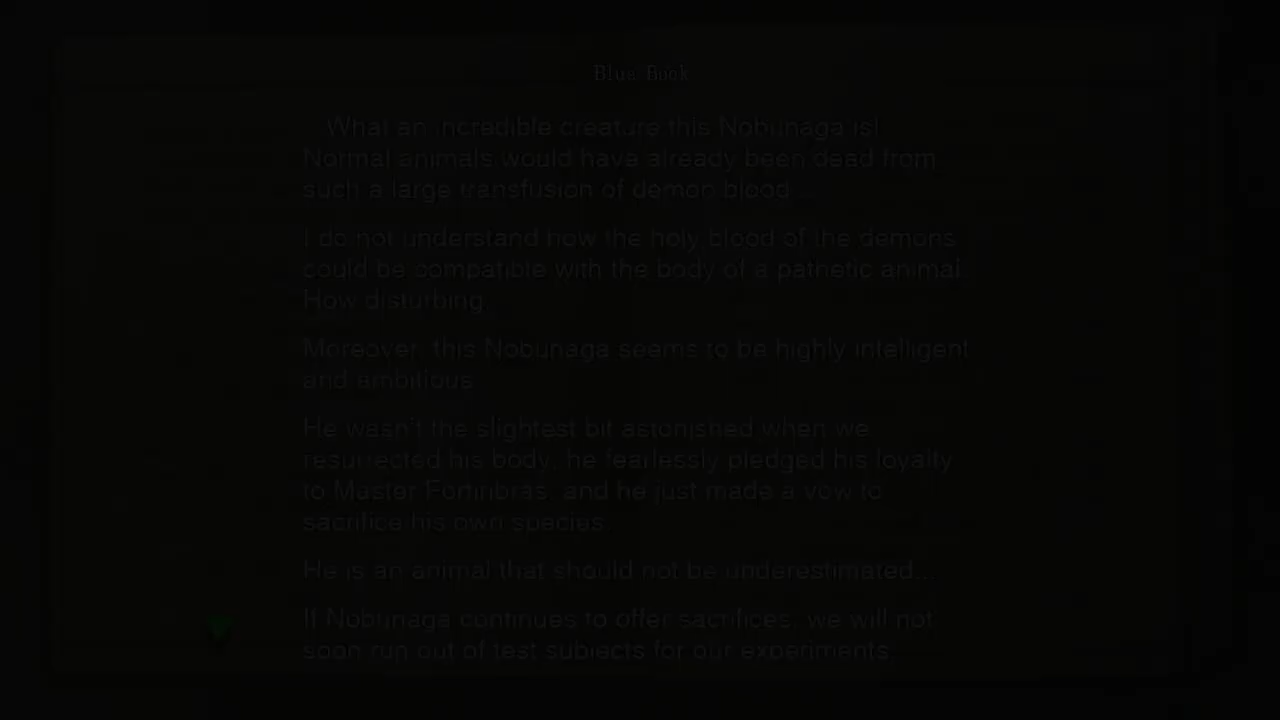 Blue Book
What an incredible creature this Nobunaga is!
Normal animals would have already been dead from
such a large transfusion of demon blood...
I do not understand how the holy blood of the demons
could be compatible with the body of a pathetic animal.
How disturbing.
Moreover, this Nobunaga seems to be highly intelligent
and ambitious.
He wasn't the slightest bit astonished when we
resurrected his body, he fearlessly pledged his loyalty
to Master Fortinbras, and he just made a vow to
sacrifice his own species.
He is an animal that should not be underestimated...
If Nobunaga continues to offer sacrifices, we will not
soon run out of test subjects for our experiments.